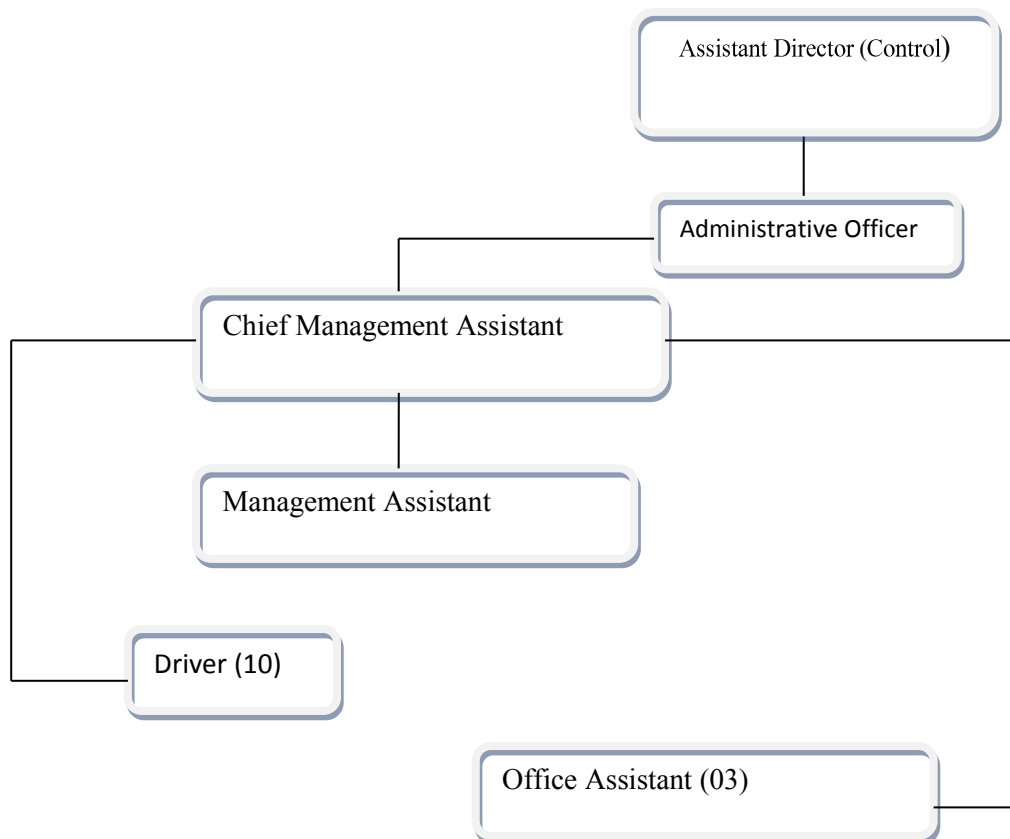 Assistant Director (Control)
Administrative Officer
Chief Management Assistant
Management Assistant
Driver (10)
Office Assistant (03)